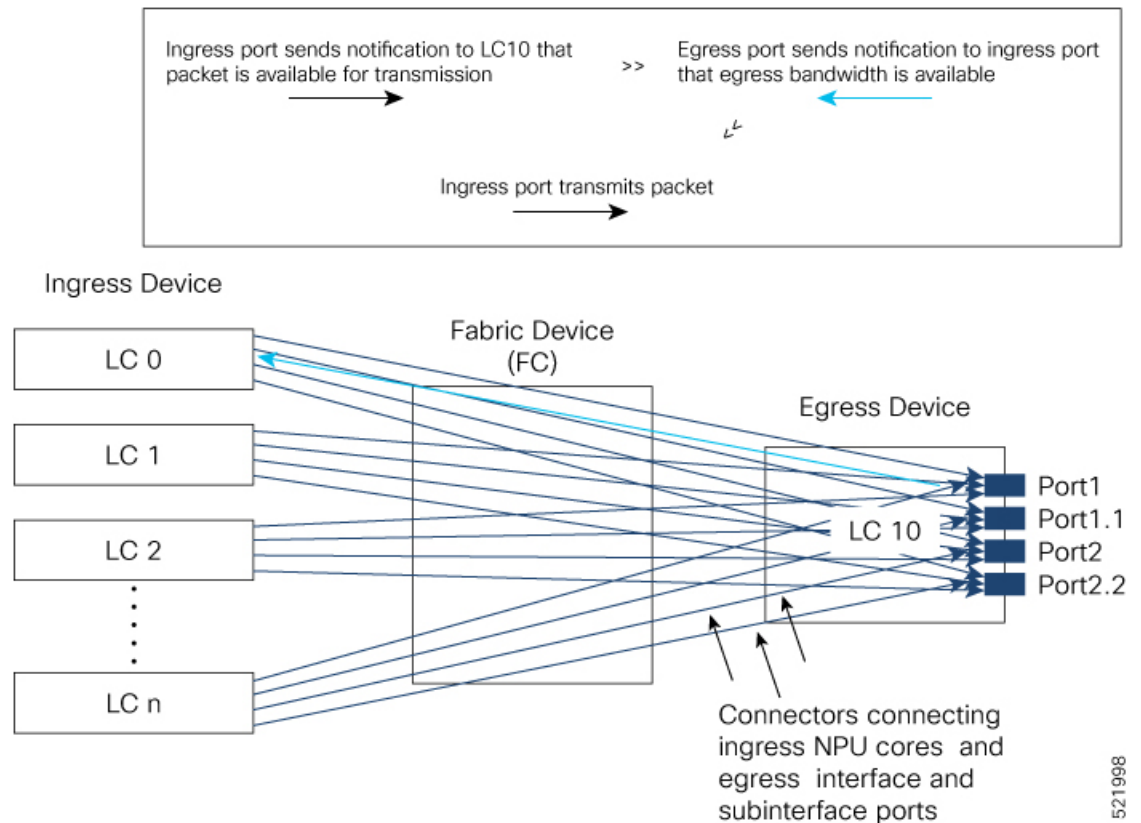 Ingress port sends notification to LC10 that
packet is available for transmission
>>
Egress port sends notification to ingress port
that egress bandwidth is available
>>
Ingress port transmits packet
Ingress Device
Fabric Device
(FC)
Egress Device
LC 0
LC 1
LC 2
LC n
LC 10
Port1
Port1.1
Port2
Port2.2
Connectors connecting
ingress NPU cores and
egress interface and
subinterface ports
521998